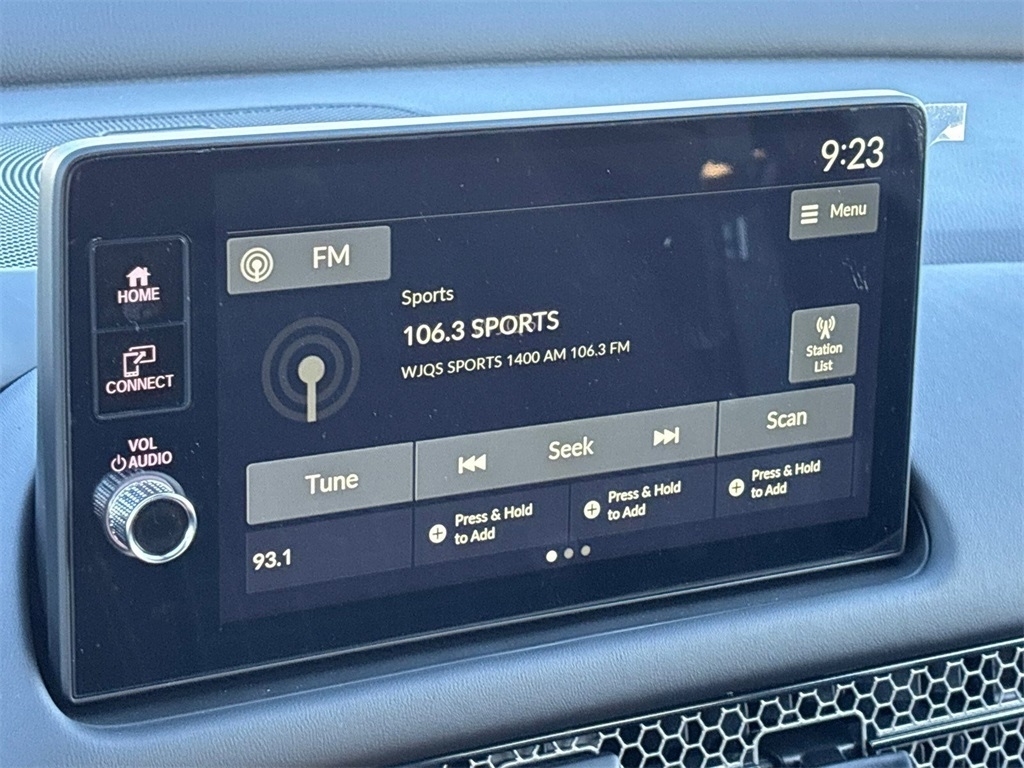 9:23
Menu
FM
HOME
Sports
106.3 SPORTS
WJQS SPORTS 1400 AM 106.3 FM
Station
List
CONNECT
VOL
AUDIO
Tune
Seek
Scan
93.1
Press & Hold
to Add
Press & Hold
to Add
Press & Hold
to Add